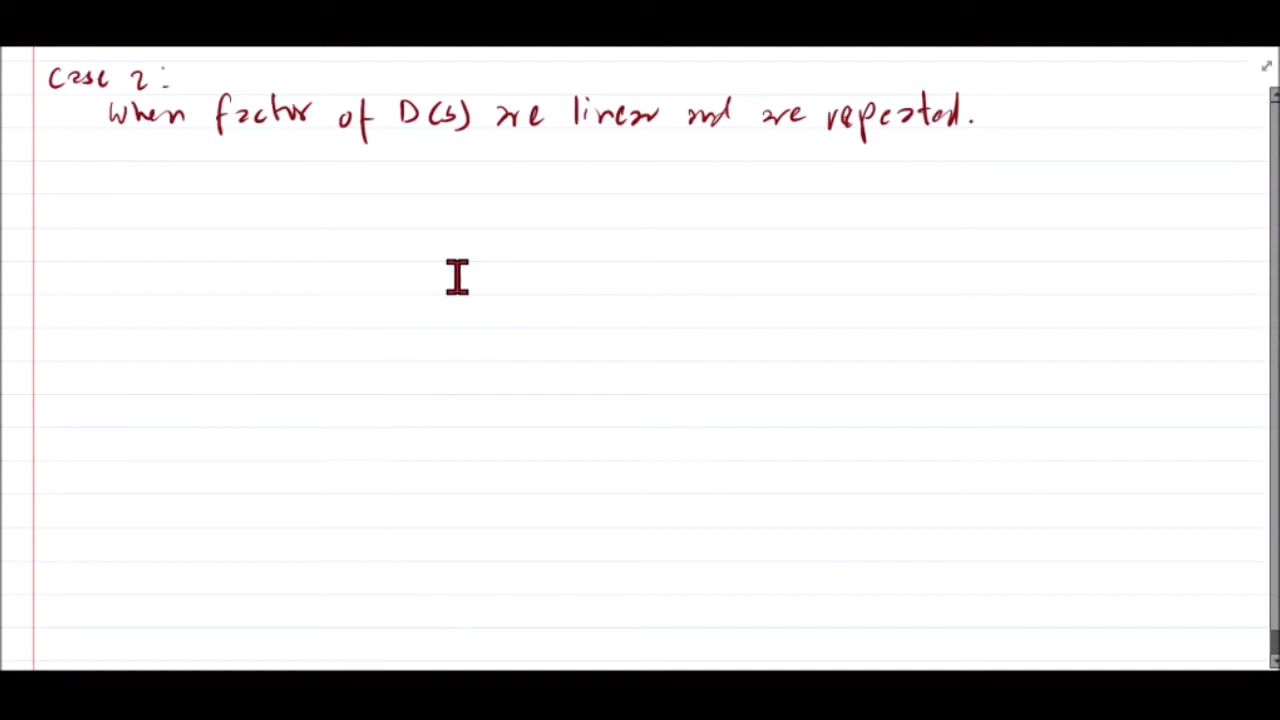 Case 2:
When factor of D(s) are linear and are repeated.